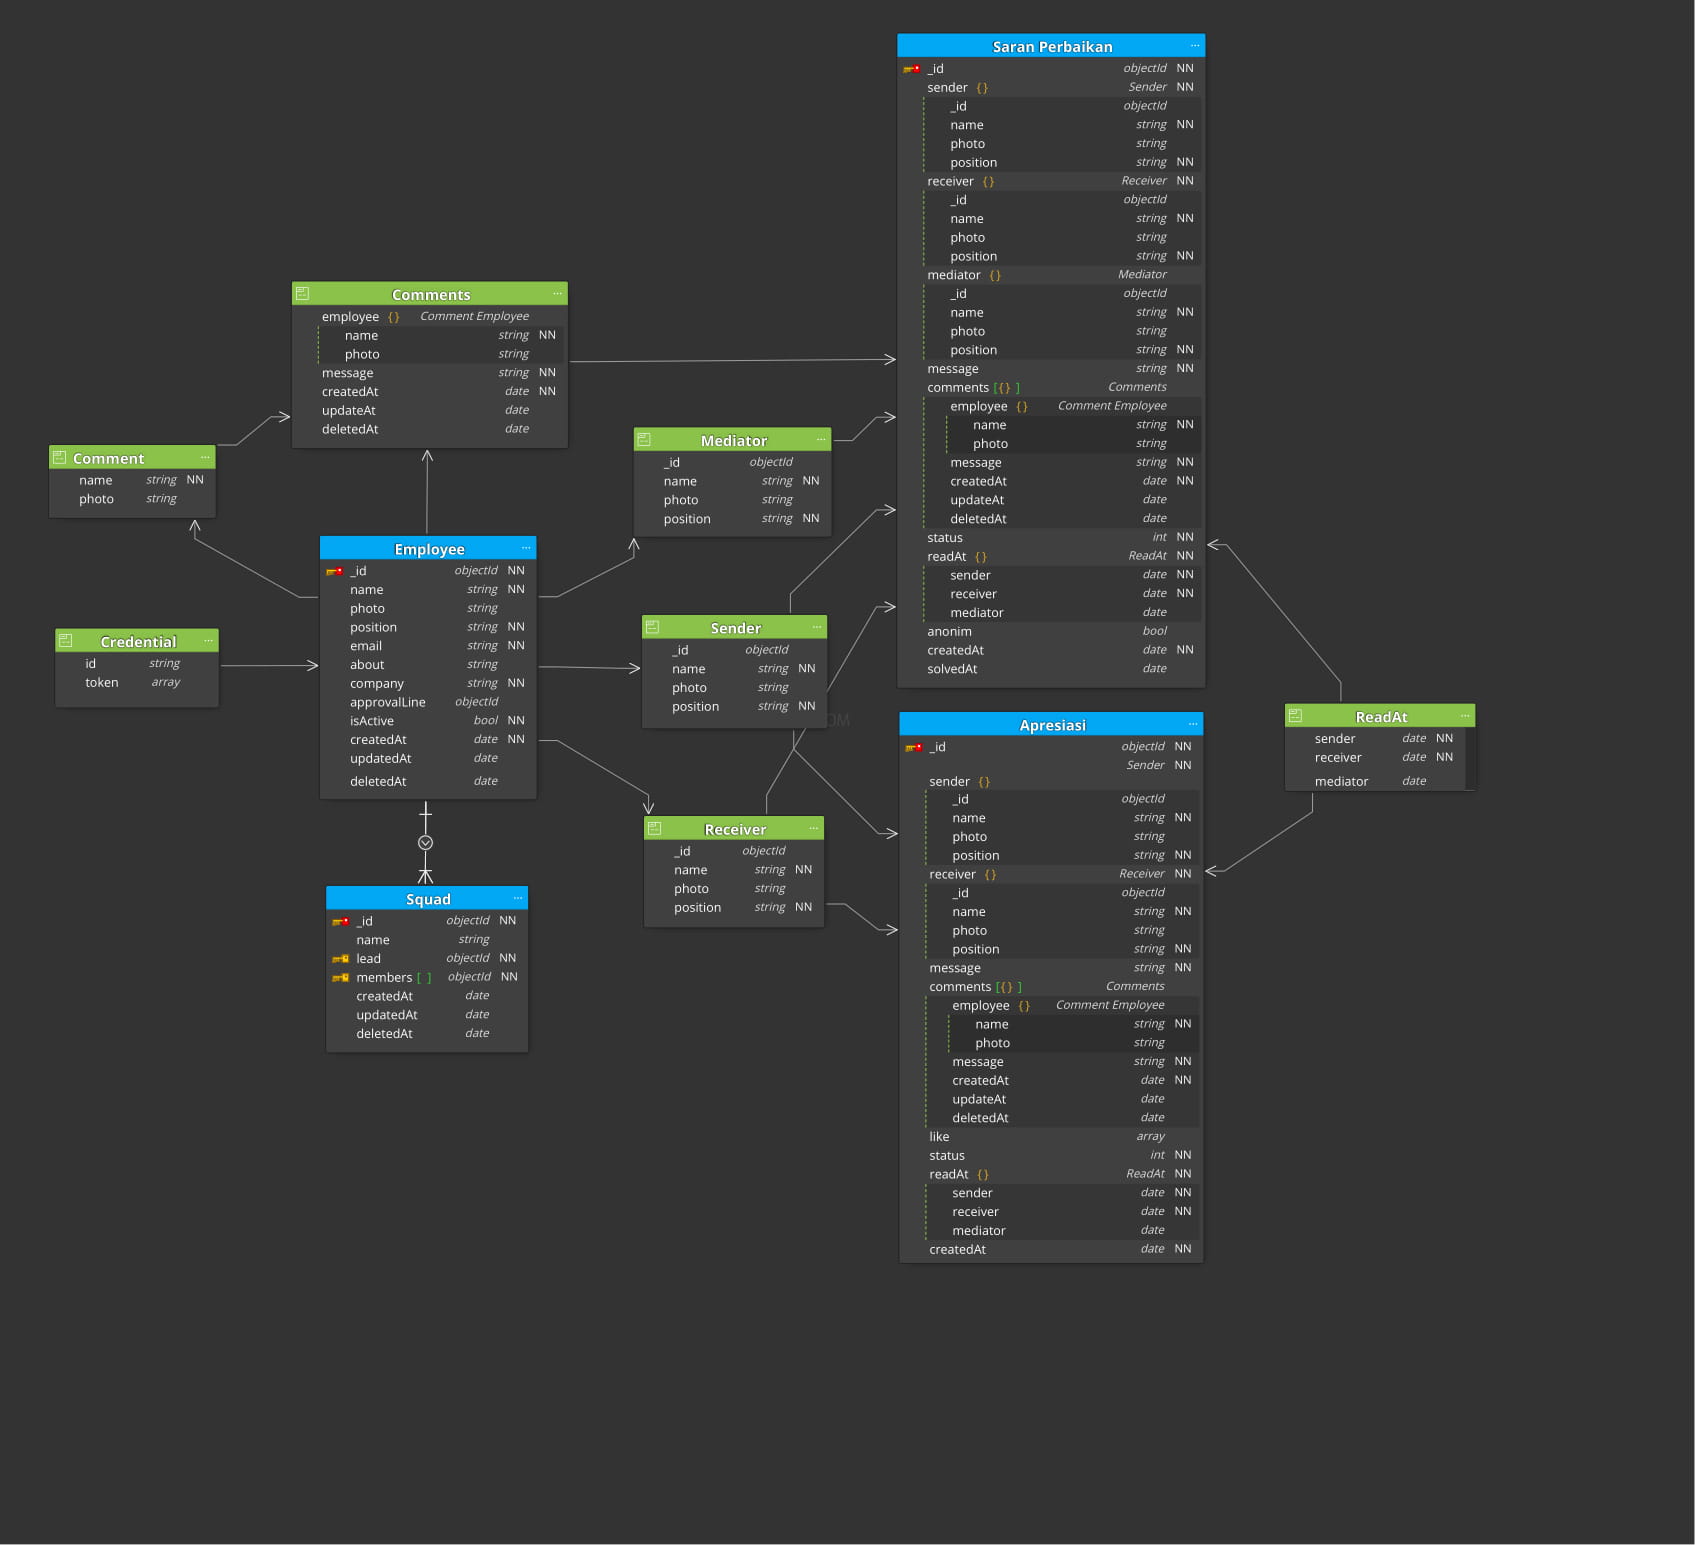 Saran Perbaikan ...
_id objectId NN
sender {} Sender NN
_id objectId
name string NN
photo string
position string NN
receiver {} Receiver NN
_id objectId
name string NN
photo string
position string NN
mediator {} Mediator
_id objectId
name string NN
photo string
position string NN
message string NN
comments [{} ] Comments
employee {} Comment Employee
name string NN
photo string
message string NN
createdAt date NN
updateAt date
deletedAt date
status int NN
readAt {} ReadAt NN
sender date NN
receiver date NN
mediator date
anonim bool
createdAt date NN
solvedAt date
Comments ...
employee {} Comment Employee
name string NN
photo string
message string NN
createdAt date NN
updateAt date
deletedAt date
Comment ...
name string NN
photo string
Mediator ...
_id objectId
name string NN
photo string
position string NN
Employee ...
_id objectId NN
name string NN
photo string
position string NN
email string NN
about string
company string NN
approvalLine objectId
isActive bool NN
createdAt date NN
updatedAt date
deletedAt date
Credential ...
id string
token array
Sender ...
_id objectId
name string NN
photo string
position string NN
OM
Receiver ...
_id objectId
name string NN
photo string
position string NN
Squad ...
_id objectId NN
name string
lead objectId NN
members [ ] objectId NN
createdAt date
updatedAt date
deletedAt date
Apresiasi ...
_id objectId NN
Sender NN
sender {}
_id objectId
name string NN
photo string
position string NN
receiver {} Receiver NN
_id objectId
name string NN
photo string
position string NN
message string NN
comments [{} ] Comments
employee {} Comment Employee
name string NN
photo string
message string NN
createdAt date NN
updateAt date
deletedAt date
like array
status int NN
readAt {} ReadAt NN
sender date NN
receiver date NN
mediator date
createdAt date NN
ReadAt ...
sender date NN
receiver date NN
mediator date